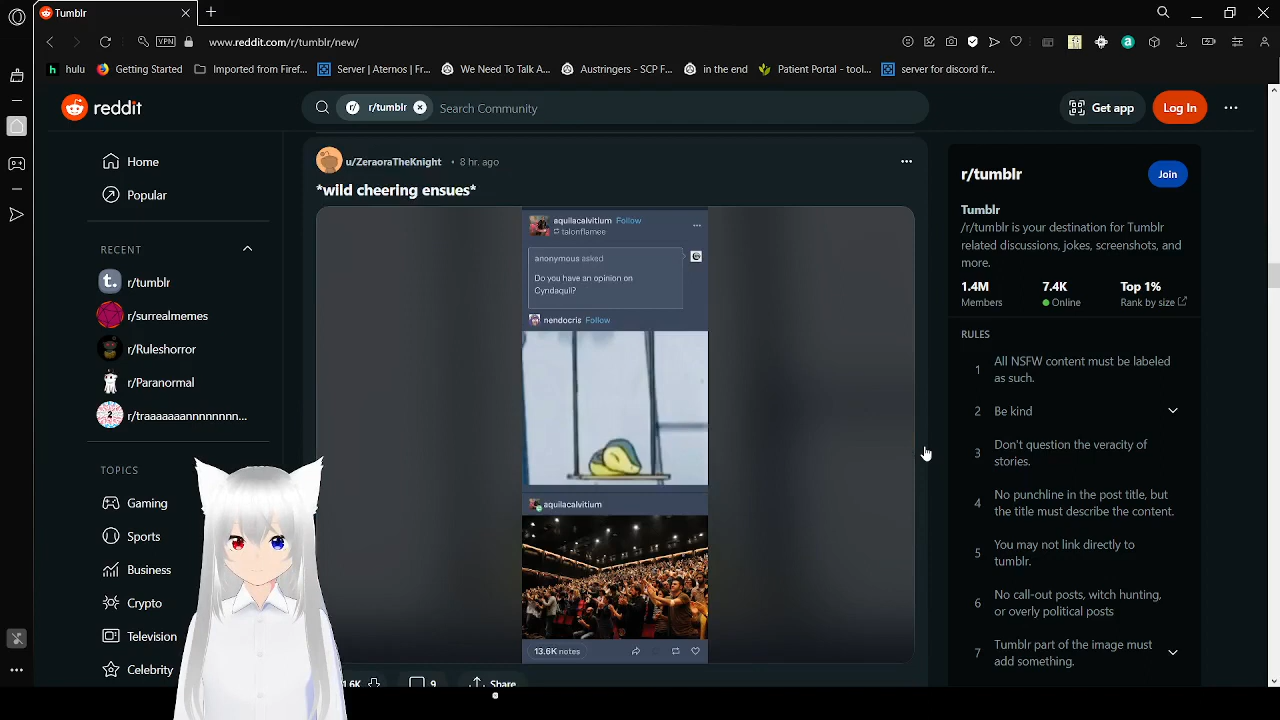 Tumblr
www.reddit.com/r/tumblr/new/
VPN
hulu
Getting Started
Imported from Firef...
Server | Aternos | Fr...
We Need To Talk A...
Austringers - SCP F...
in the end
Patient Portal - tool...
server for discord fr...
reddit
r/ r/tumblr
Search Community
Get app
Log In
Home
Popular
RECENT
r/tumblr
r/surrealmemes
r/Ruleshorror
r/Paranormal
r/traaaaaaannnnnnnn...
TOPICS
Gaming
Sports
Business
Crypto
Television
Celebrity
u/ZeraoraTheKnight • 8 hr. ago
*wild cheering ensues*
aquilacalvitium Follow
talonflamee
anonymous asked
Do you have an opinion on
Cyndaquil?
nendocris Follow
aquilacalvitium
13.6K notes
9
Share
r/tumblr
Join
Tumblr
/r/tumblr is your destination for Tumblr
related discussions, jokes, screenshots, and
more.
1.4M
Members
7.4K
Online
Top 1%
Rank by size
RULES
1 All NSFW content must be labeled
as such.
2 Be kind
3 Don't question the veracity of
stories.
4 No punchline in the post title, but
the title must describe the content.
5 You may not link directly to
tumblr.
6 No call-out posts, witch hunting,
or overly political posts
7 Tumblr part of the image must
add something.